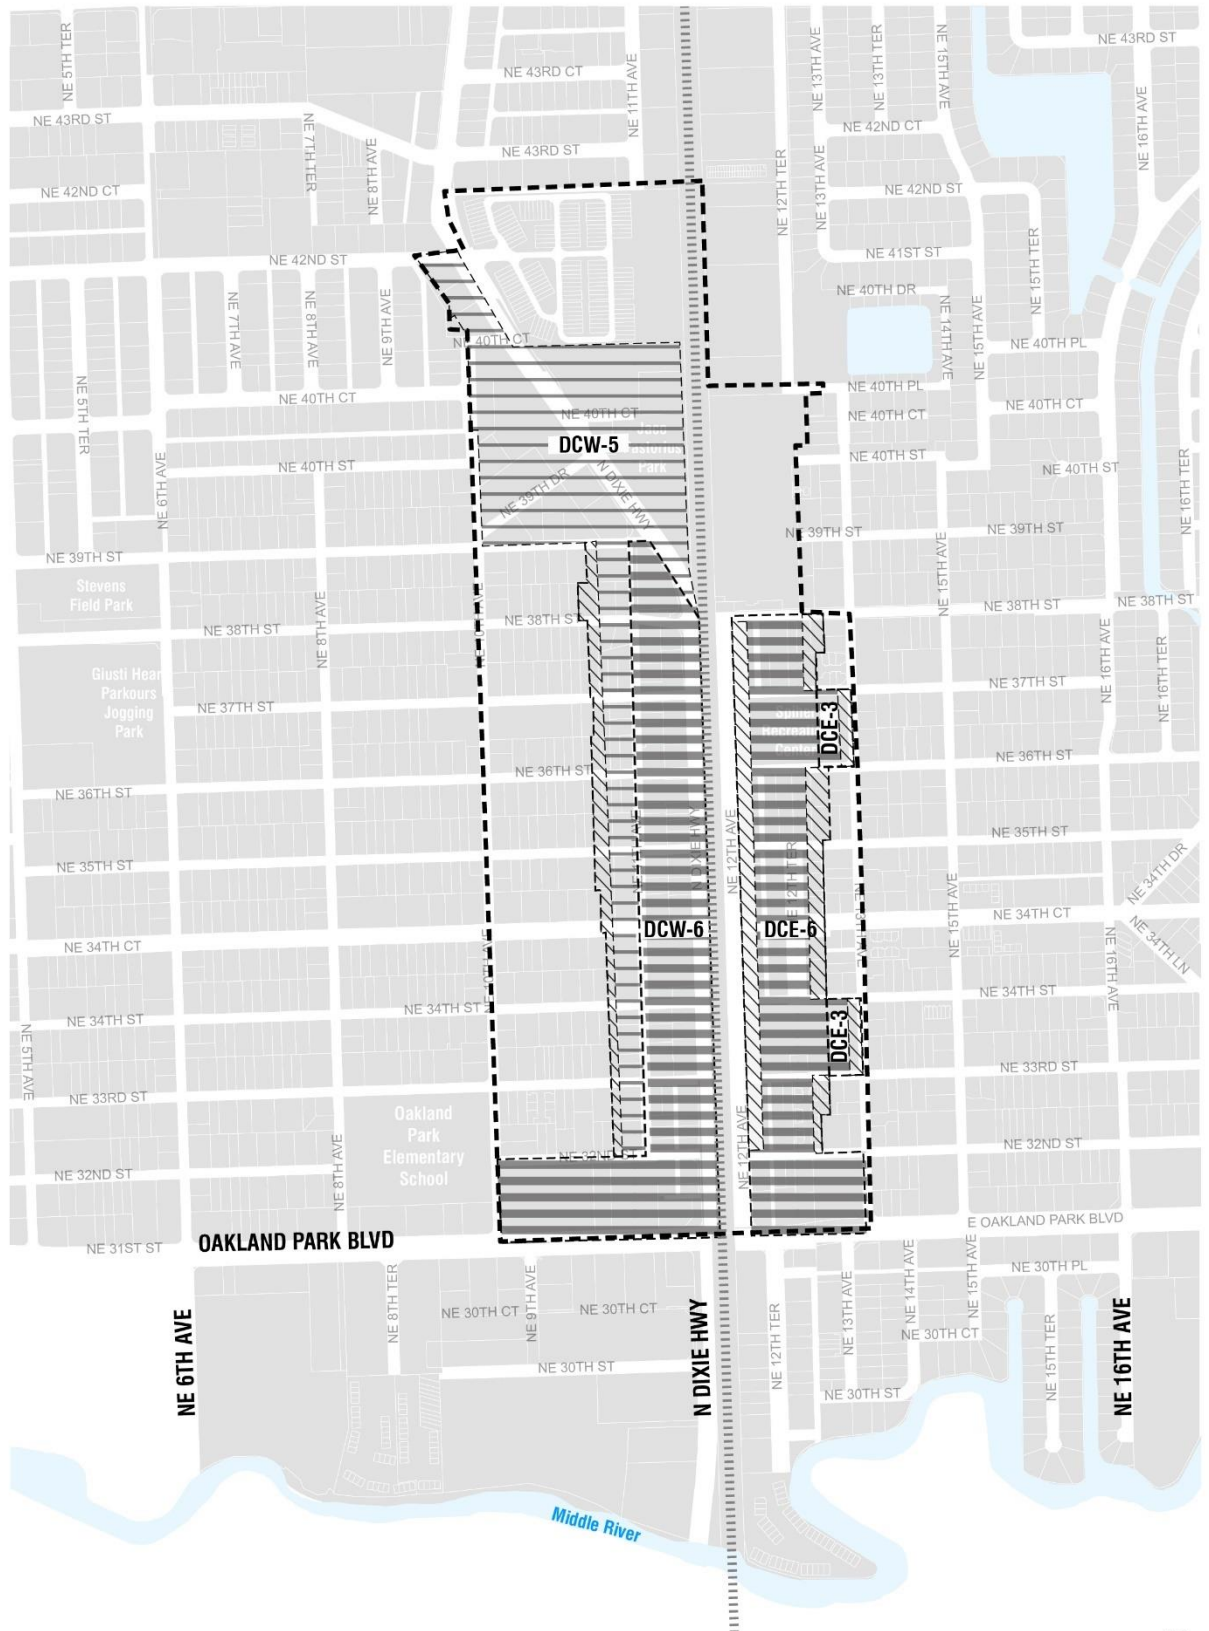 NE 5TH TER
NE 43RD ST
NE 42ND CT
NE 7TH TER
NE 8TH AVE
NE 43RD CT
NE 11TH AVE
NE 43RD ST
NE 13TH AVE
NE 13TH TER
NE 15TH AVE
NE 43RD ST
NE 42ND CT
NE 16TH AVE
NE 12TH TER
NE 13TH AVE
NE 42ND ST
NE 41ST ST
NE 15TH TER
NE 42ND ST
NE 40TH DR
NE 7TH AVE
NE 8TH AVE
NE 9TH AVE
NE 40TH CT
NE 14TH AVE
NE 15TH AVE
NE 40TH PL
NE 5TH TER
NE 40TH CT
NE 40TH PL
NE 40TH CT
NE 40TH CT
NE 40TH CT
DCW-5
Park
NE 6TH AVE
NE 40TH ST
NE 40TH ST
NE 40TH ST
NE 16TH TER
NE 39TH DR
N DIXIE HWY
NE 39TH ST
NE 39TH ST
NE 39TH ST
NE 15TH AVE
Stevens
Field Park
NE 8TH AVE
NE 38TH ST
NE 38TH ST
NE 38TH ST
NE 38TH ST
NE 16TH AVE
NE 16TH TER
Giusti Hear
Parkours
Jogging
Park
NE 37TH ST
NE 37TH ST
DCE-3
NE 36TH ST
NE 36TH ST
NE 36TH ST
N DIXIE HWY
NE 12TH AVE
NE 35TH ST
NE 35TH ST
NE 34TH DR
NE 15TH AVE
NE 34TH CT
NE 34TH CT
NE 34TH LN
DCW-6
DCE-6
NE 16TH AVE
NE 34TH ST
NE 34TH ST
NE 34TH ST
NE 5TH AVE
DCE-3
NE 33RD ST
NE 33RD ST
Oakland
Park
Elementary
School
NE 8TH AVE
NE 12TH AVE
NE 32ND ST
NE 32ND ST
NE 32ND ST
NE 31ST ST
OAKLAND PARK BLVD
E OAKLAND PARK BLVD
NE 6TH AVE
NE 8TH TER
NE 30TH CT
NE 9TH AVE
NE 30TH CT
NE 30TH ST
N DIXIE HWY
NE 12TH TER
NE 13TH AVE
NE 14TH AVE
NE 15TH AVE
NE 30TH PL
NE 30TH CT
NE 15TH TER
NE 16TH AVE
NE 30TH ST
Middle River